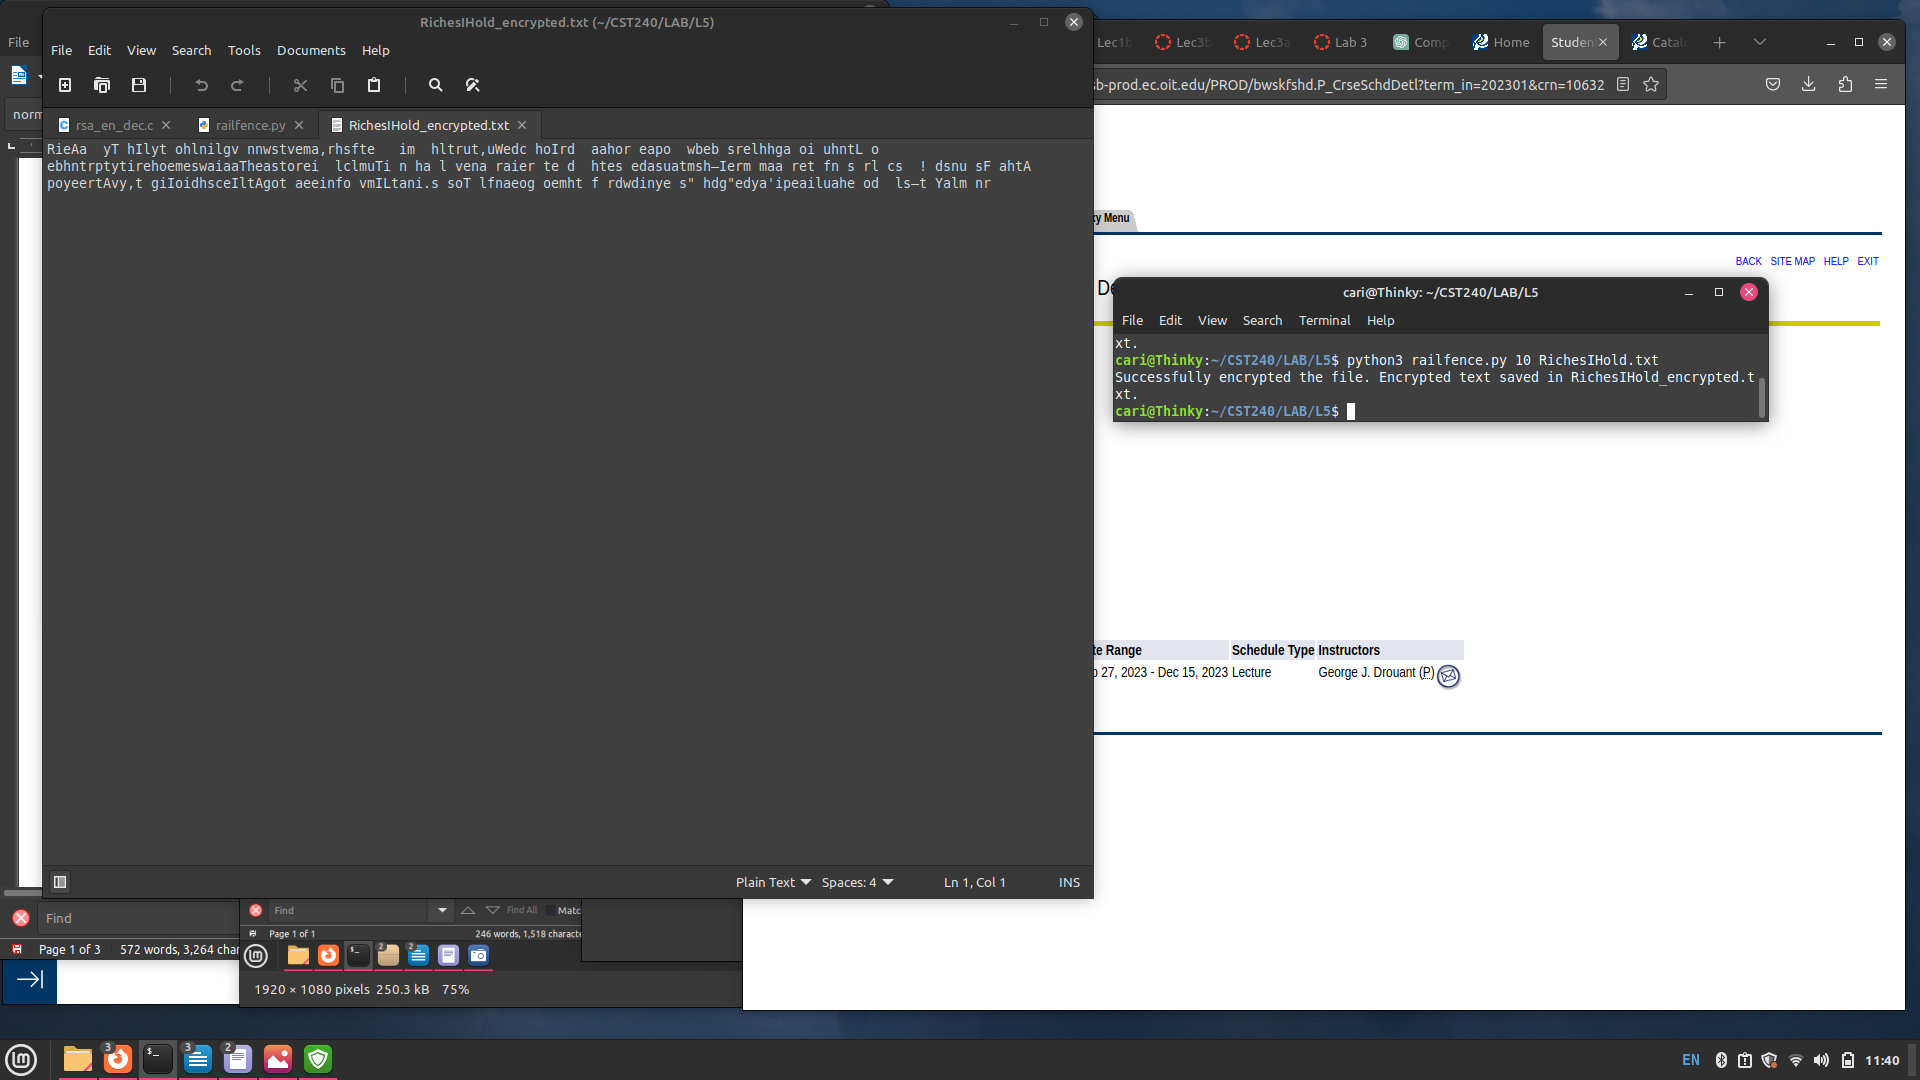 RichesIHold_encrypted.txt (~/CST240/LAB/L5)
File Edit View Search Tools Documents Help
rsa_en_dec.c railfence.py RichesIHold_encrypted.txt
RieAa  yT hIlyt ohlnilgv nnwstvema,rhsfte   im  hltrut,uWedc hoIrd  aahor eapo  wbeb srelhhga oi uhntL o
ebhntrptytirehoemeswaiaaTheastorei  lclmuTi n ha l vena raier te d  htes edasuatmsh—Ierm maa ret fn s rl cs  ! dsnu sF ahtA
poyeertAvy,t giIoidhsceIltAgot aeeinfo vmILtani.s soT lfnaeog oemht f rdwdinye s" hdg"edya'ipeailuahe od  ls—t Yalm nr
Plain Text Spaces: 4 Ln 1, Col 1 INS
File
norm
Lec1b Lec3b Lec3a Lab 3 Comp Home Studen Catalo
sb-prod.ec.oit.edu/PROD/bwskfshd.P_CrseSchdDetl?term_in=202301&crn=10632
xy Menu
BACK SITE MAP HELP EXIT
De
cari@Thinky: ~/CST240/LAB/L5
File Edit View Search Terminal Help
xt.
cari@Thinky:~/CST240/LAB/L5$ python3 railfence.py 10 RichesIHold.txt
Successfully encrypted the file. Encrypted text saved in RichesIHold_encrypted.t
xt.
cari@Thinky:~/CST240/LAB/L5$
te Range Schedule Type Instructors
p 27, 2023 - Dec 15, 2023 Lecture George J. Drouant (P)
Find
Page 1 of 3 572 words, 3,264 char
Find Find All Matc
Page 1 of 1 246 words, 1,518 characte
2 2
1920 × 1080 pixels 250.3 kB 75%
3 3 2
EN 11:40